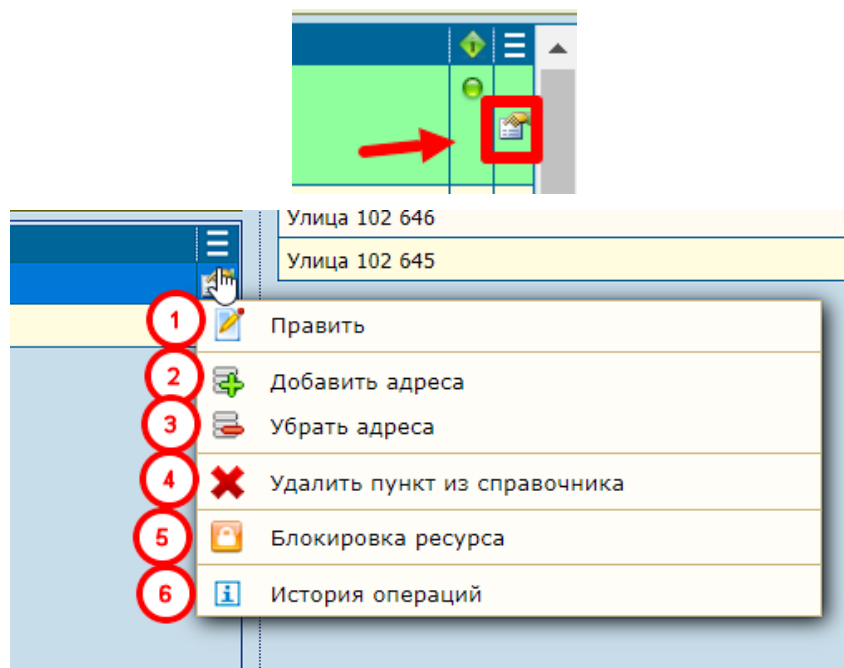 Улица 102 646
Улица 102 645
1 Править
2 Добавить адреса
3 Убрать адреса
4 Удалить пункт из справочника
5 Блокировка ресурса
6 История операций